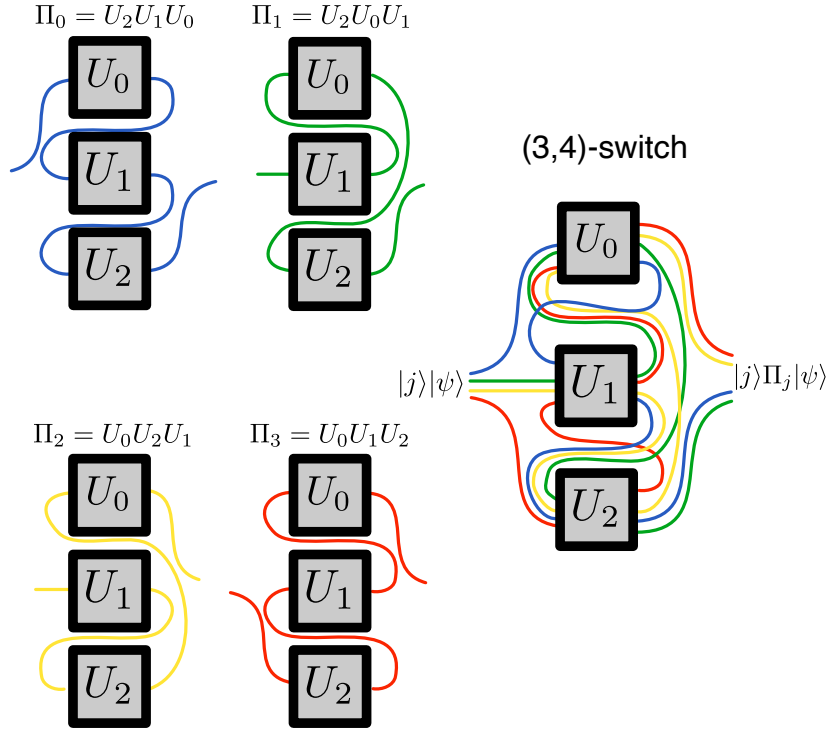 Π₀ = U₂U₁U₀
U₀
U₁
U₂
Π₁ = U₂U₀U₁
U₀
U₁
U₂
Π₂ = U₀U₂U₁
U₀
U₁
U₂
Π₃ = U₀U₁U₂
U₀
U₁
U₂
(3,4)-switch
U₀
|j⟩|ψ⟩
U₁
|j⟩Πⱼ|ψ⟩
U₂